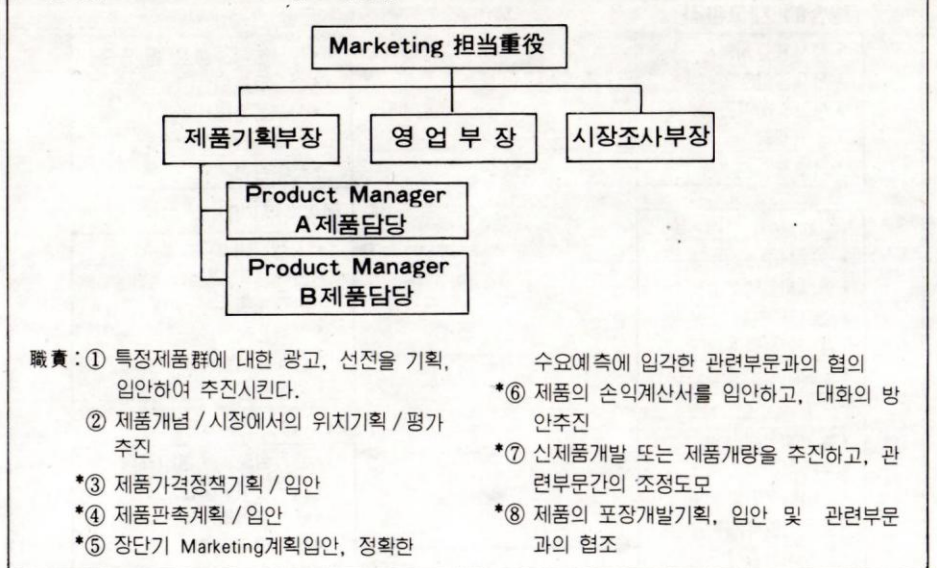 Marketing 担当重役
제품기획부장
영 업 부 장
시장조사부장
Product Manager
A제품담당
Product Manager
B제품담당
職責:① 특정제품群에 대한 광고, 선전을 기획,
입안하여 추진시킨다.
② 제품개념 / 시장에서의 위치기획 / 평가
추진
*③ 제품가격정책기획 / 입안
*④ 제품판촉계획 / 입안
*⑤ 장단기 Marketing계획입안, 정확한
수요예측에 입각한 관련부문과의 협의
*⑥ 제품의 손익계산서를 입안하고, 대화의 방
안추진
*⑦ 신제품개발 또는 제품개량을 추진하고, 관
련부문간의 조정도모
*⑧ 제품의 포장개발기획, 입안 및 관련부문
과의 협조